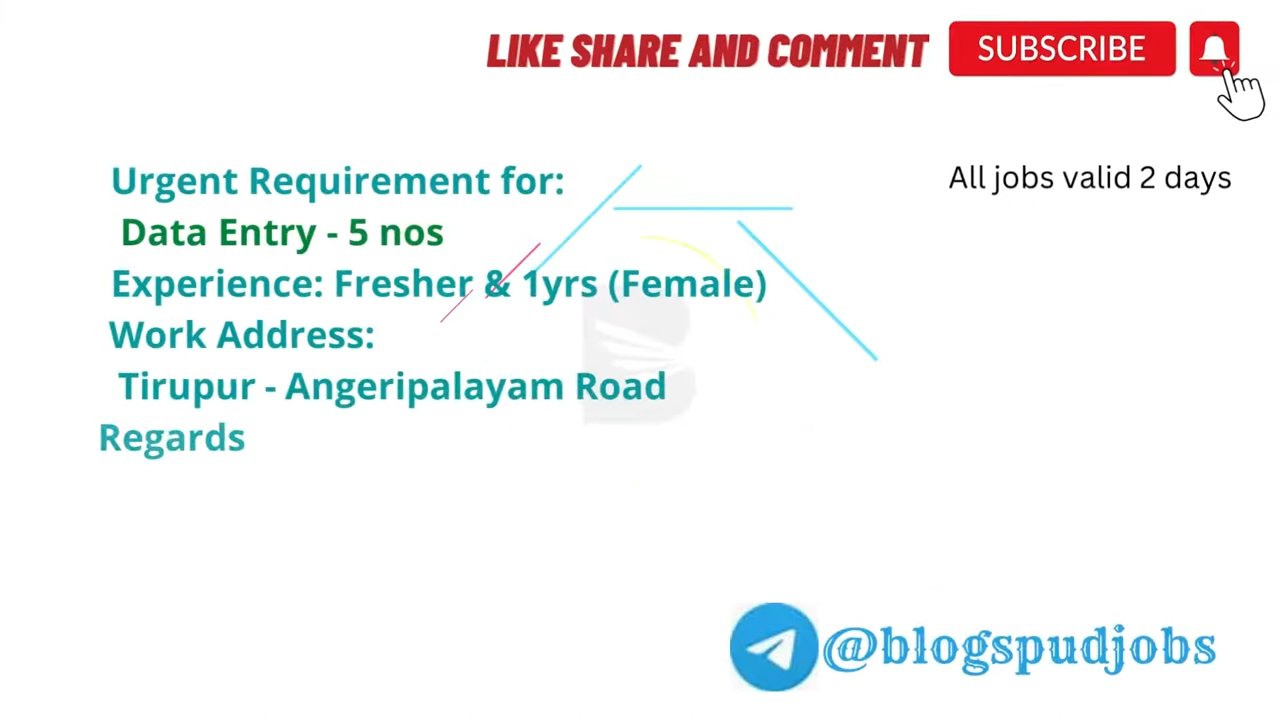 LIKE SHARE AND COMMENT
SUBSCRIBE
All jobs valid 2 days
Urgent Requirement for:
Data Entry - 5 nos
Experience: Fresher & 1yrs (Female)
Work Address:
Tirupur - Angeripalayam Road
Regards
@blogspudjobs